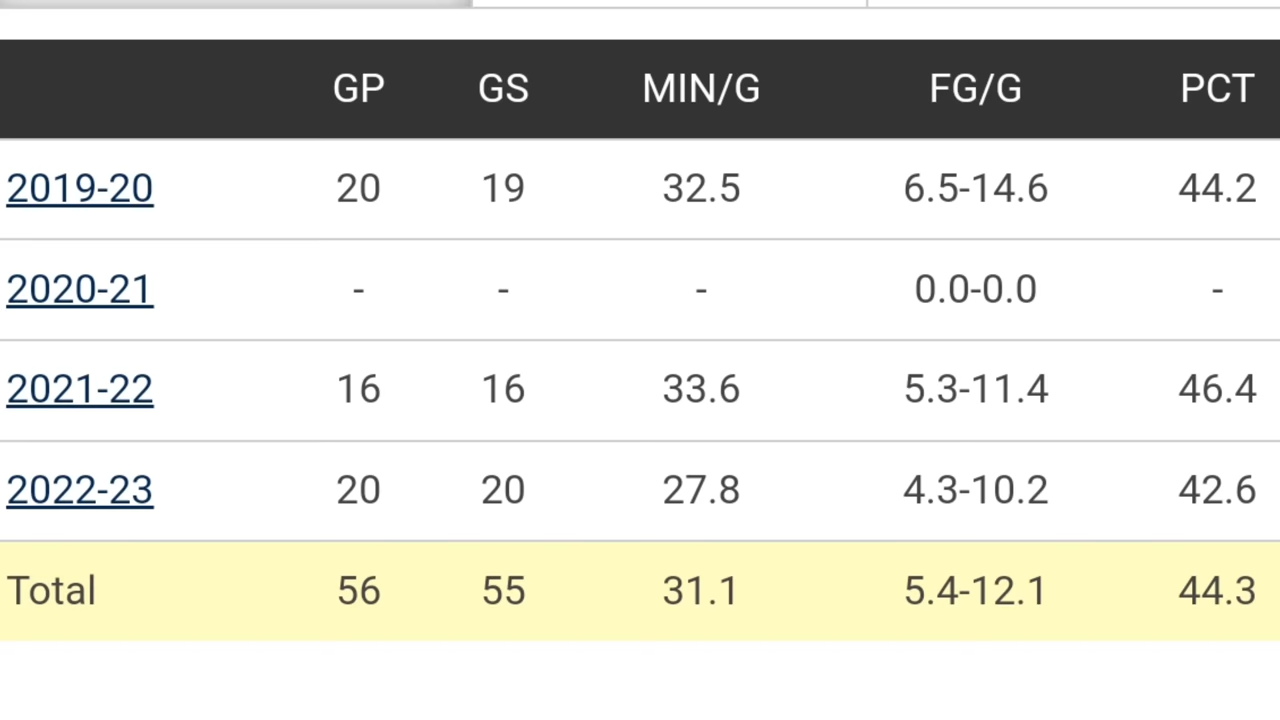 GP GS MIN/G FG/G PCT
2019-20 20 19 32.5 6.5-14.6 44.2
2020-21 - - - 0.0-0.0 -
2021-22 16 16 33.6 5.3-11.4 46.4
2022-23 20 20 27.8 4.3-10.2 42.6
Total 56 55 31.1 5.4-12.1 44.3